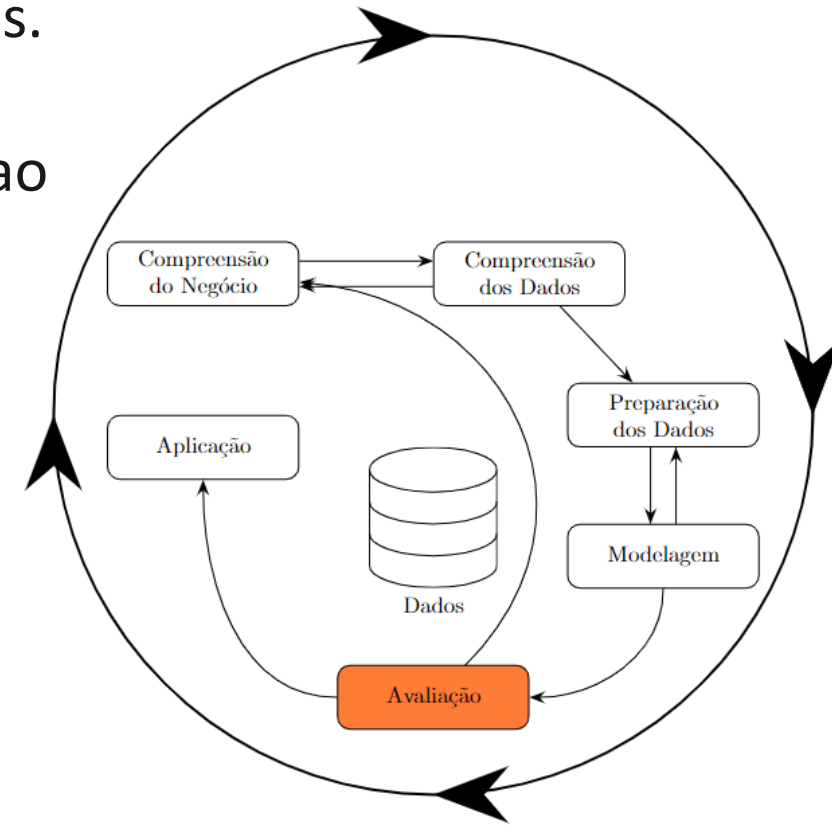 s.
ao
Compreensão
do Negócio
Compreensão
dos Dados
Preparação
dos Dados
Aplicação
Modelagem
Dados
Avaliação